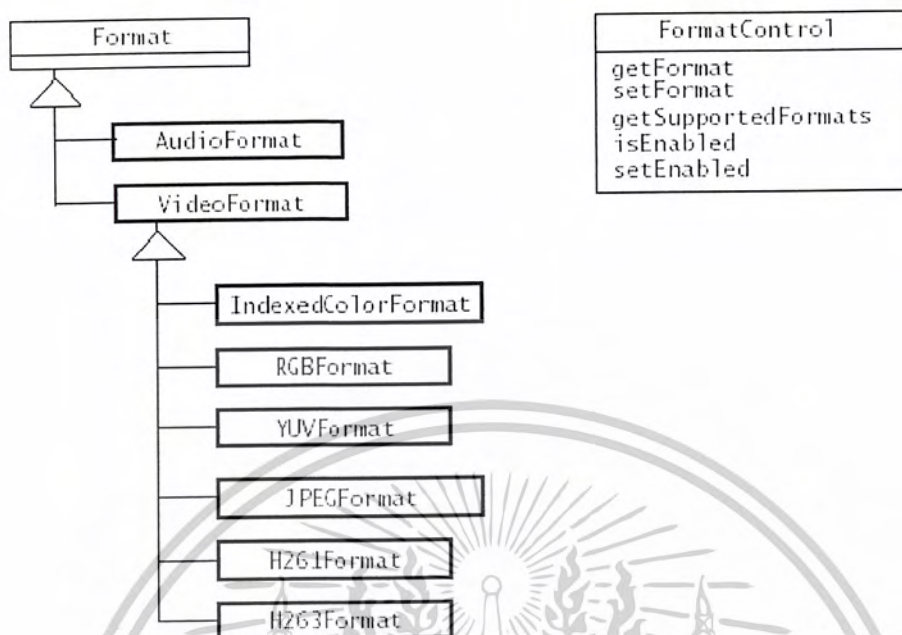 Format
AudioFormat
VideoFormat
IndexedColorFormat
RGBFormat
YUVFormat
JPEGFormat
H261Format
H263Format
FormatControl
getFormat
setFormat
getSupportedFormats
isEnabled
setEnabled